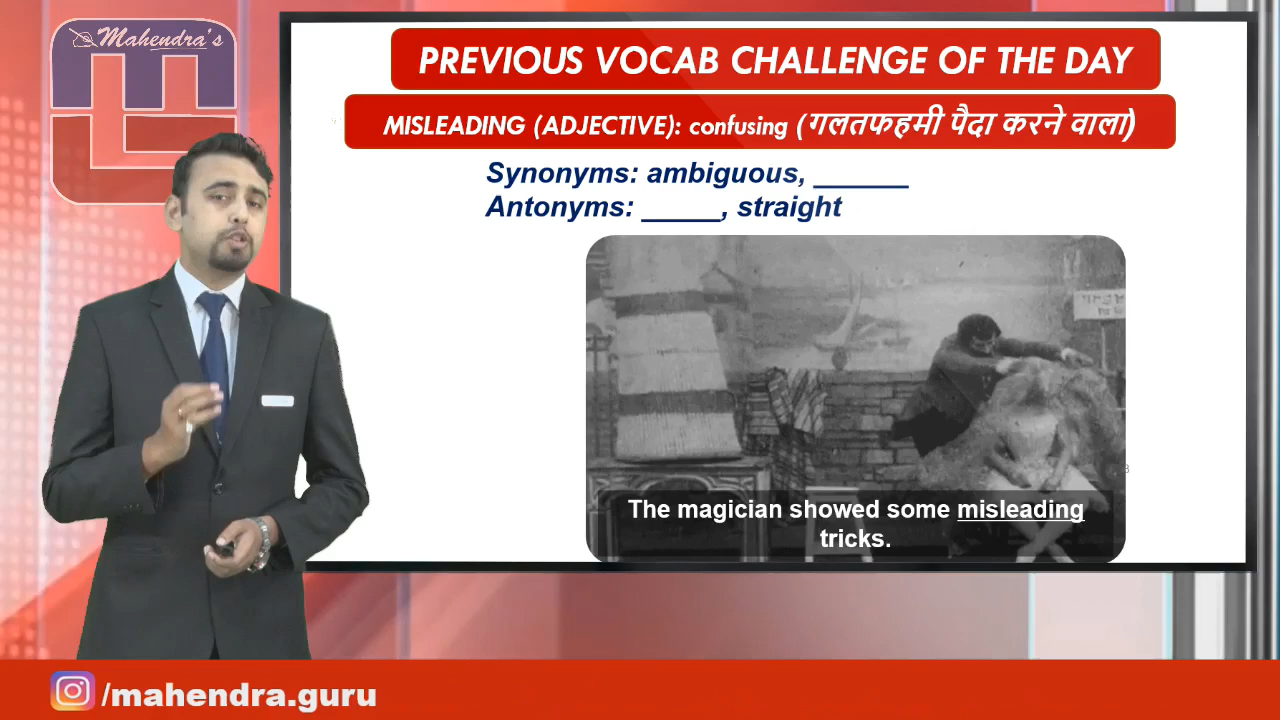 Mahendra's
PREVIOUS VOCAB CHALLENGE OF THE DAY
MISLEADING (ADJECTIVE): confusing (गलतफहमी पैदा करने वाला)
Synonyms: ambiguous, ______
Antonyms: _____, straight
The magician showed some misleading
tricks.
/mahendra.guru